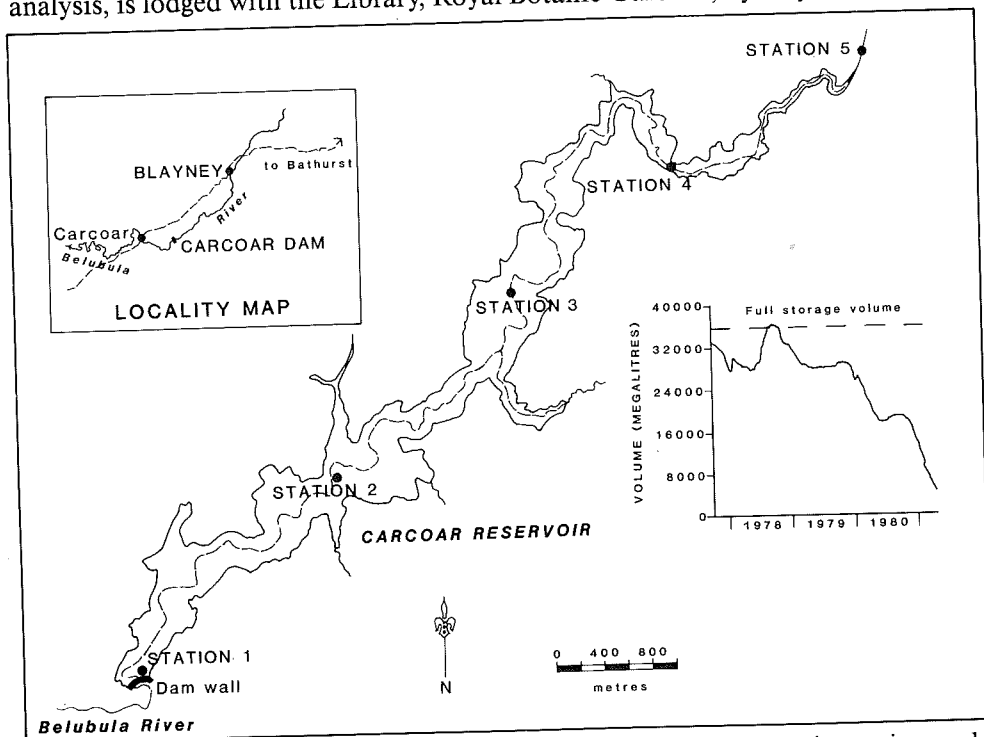 analysis, is lodged with the Library, Royal Botanic
STATION 5
BLAYNEY
to Bathurst
River
Carcoar
CARCOAR DAM
Belubula
LOCALITY MAP
STATION 4
STATION 3
40000
Full storage volume
32000
24000
16000
8000
0
VOLUME (MEGALITRES)
1978
1979
1980
STATION 2
CARCOAR RESERVOIR
STATION 1
Dam wall
Belubula River
N
0 400 800
metres